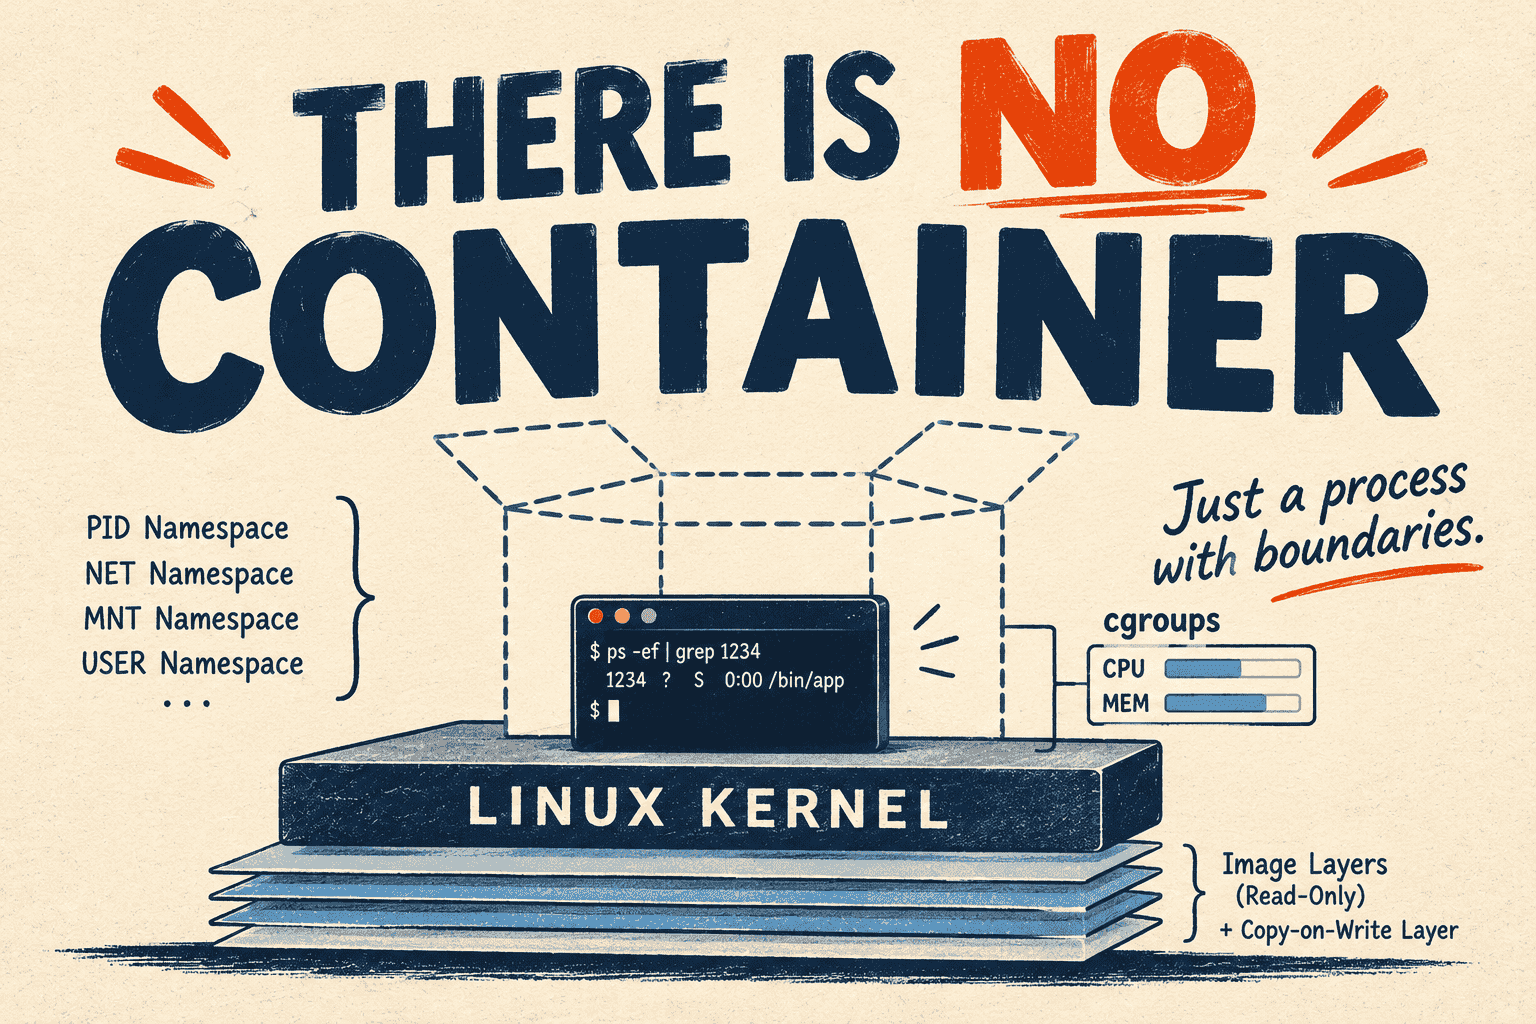 THERE IS NO
CONTAINER
PID Namespace
NET Namespace
MNT Namespace
USER Namespace
...
$ ps -ef | grep 1234
1234 ? S 0:00 /bin/app
$
Just a process
with boundaries.
cgroups
CPU
MEM
LINUX KERNEL
Image Layers
(Read-Only)
+ Copy-on-Write Layer